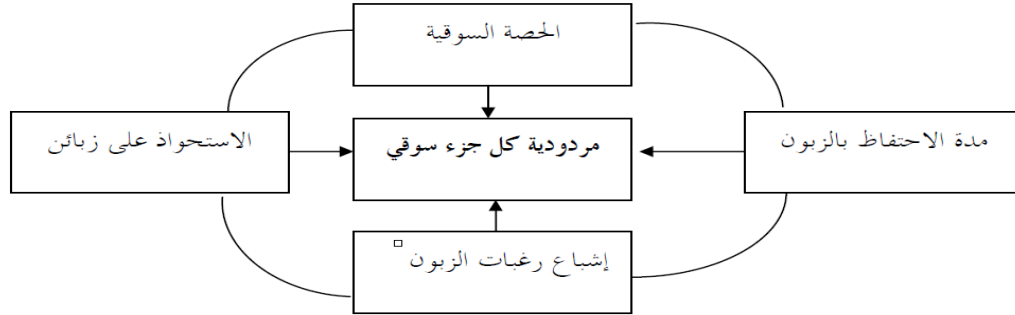 الحصة السوقية
مدة الاحتفاظ بالزبون
مردودية كل جزء سوقي
الاستحواذ على زبائن
إشباع رغبات الزبون